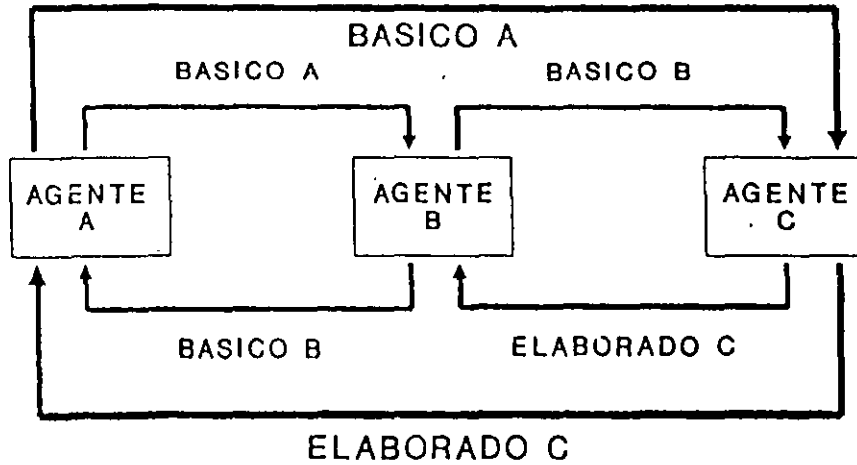 BASICO A
BASICO A
BASICO B
AGENTE
A
AGENTE
B
AGENTE
C
BASICO B
ELABORADO C
ELABORADO C